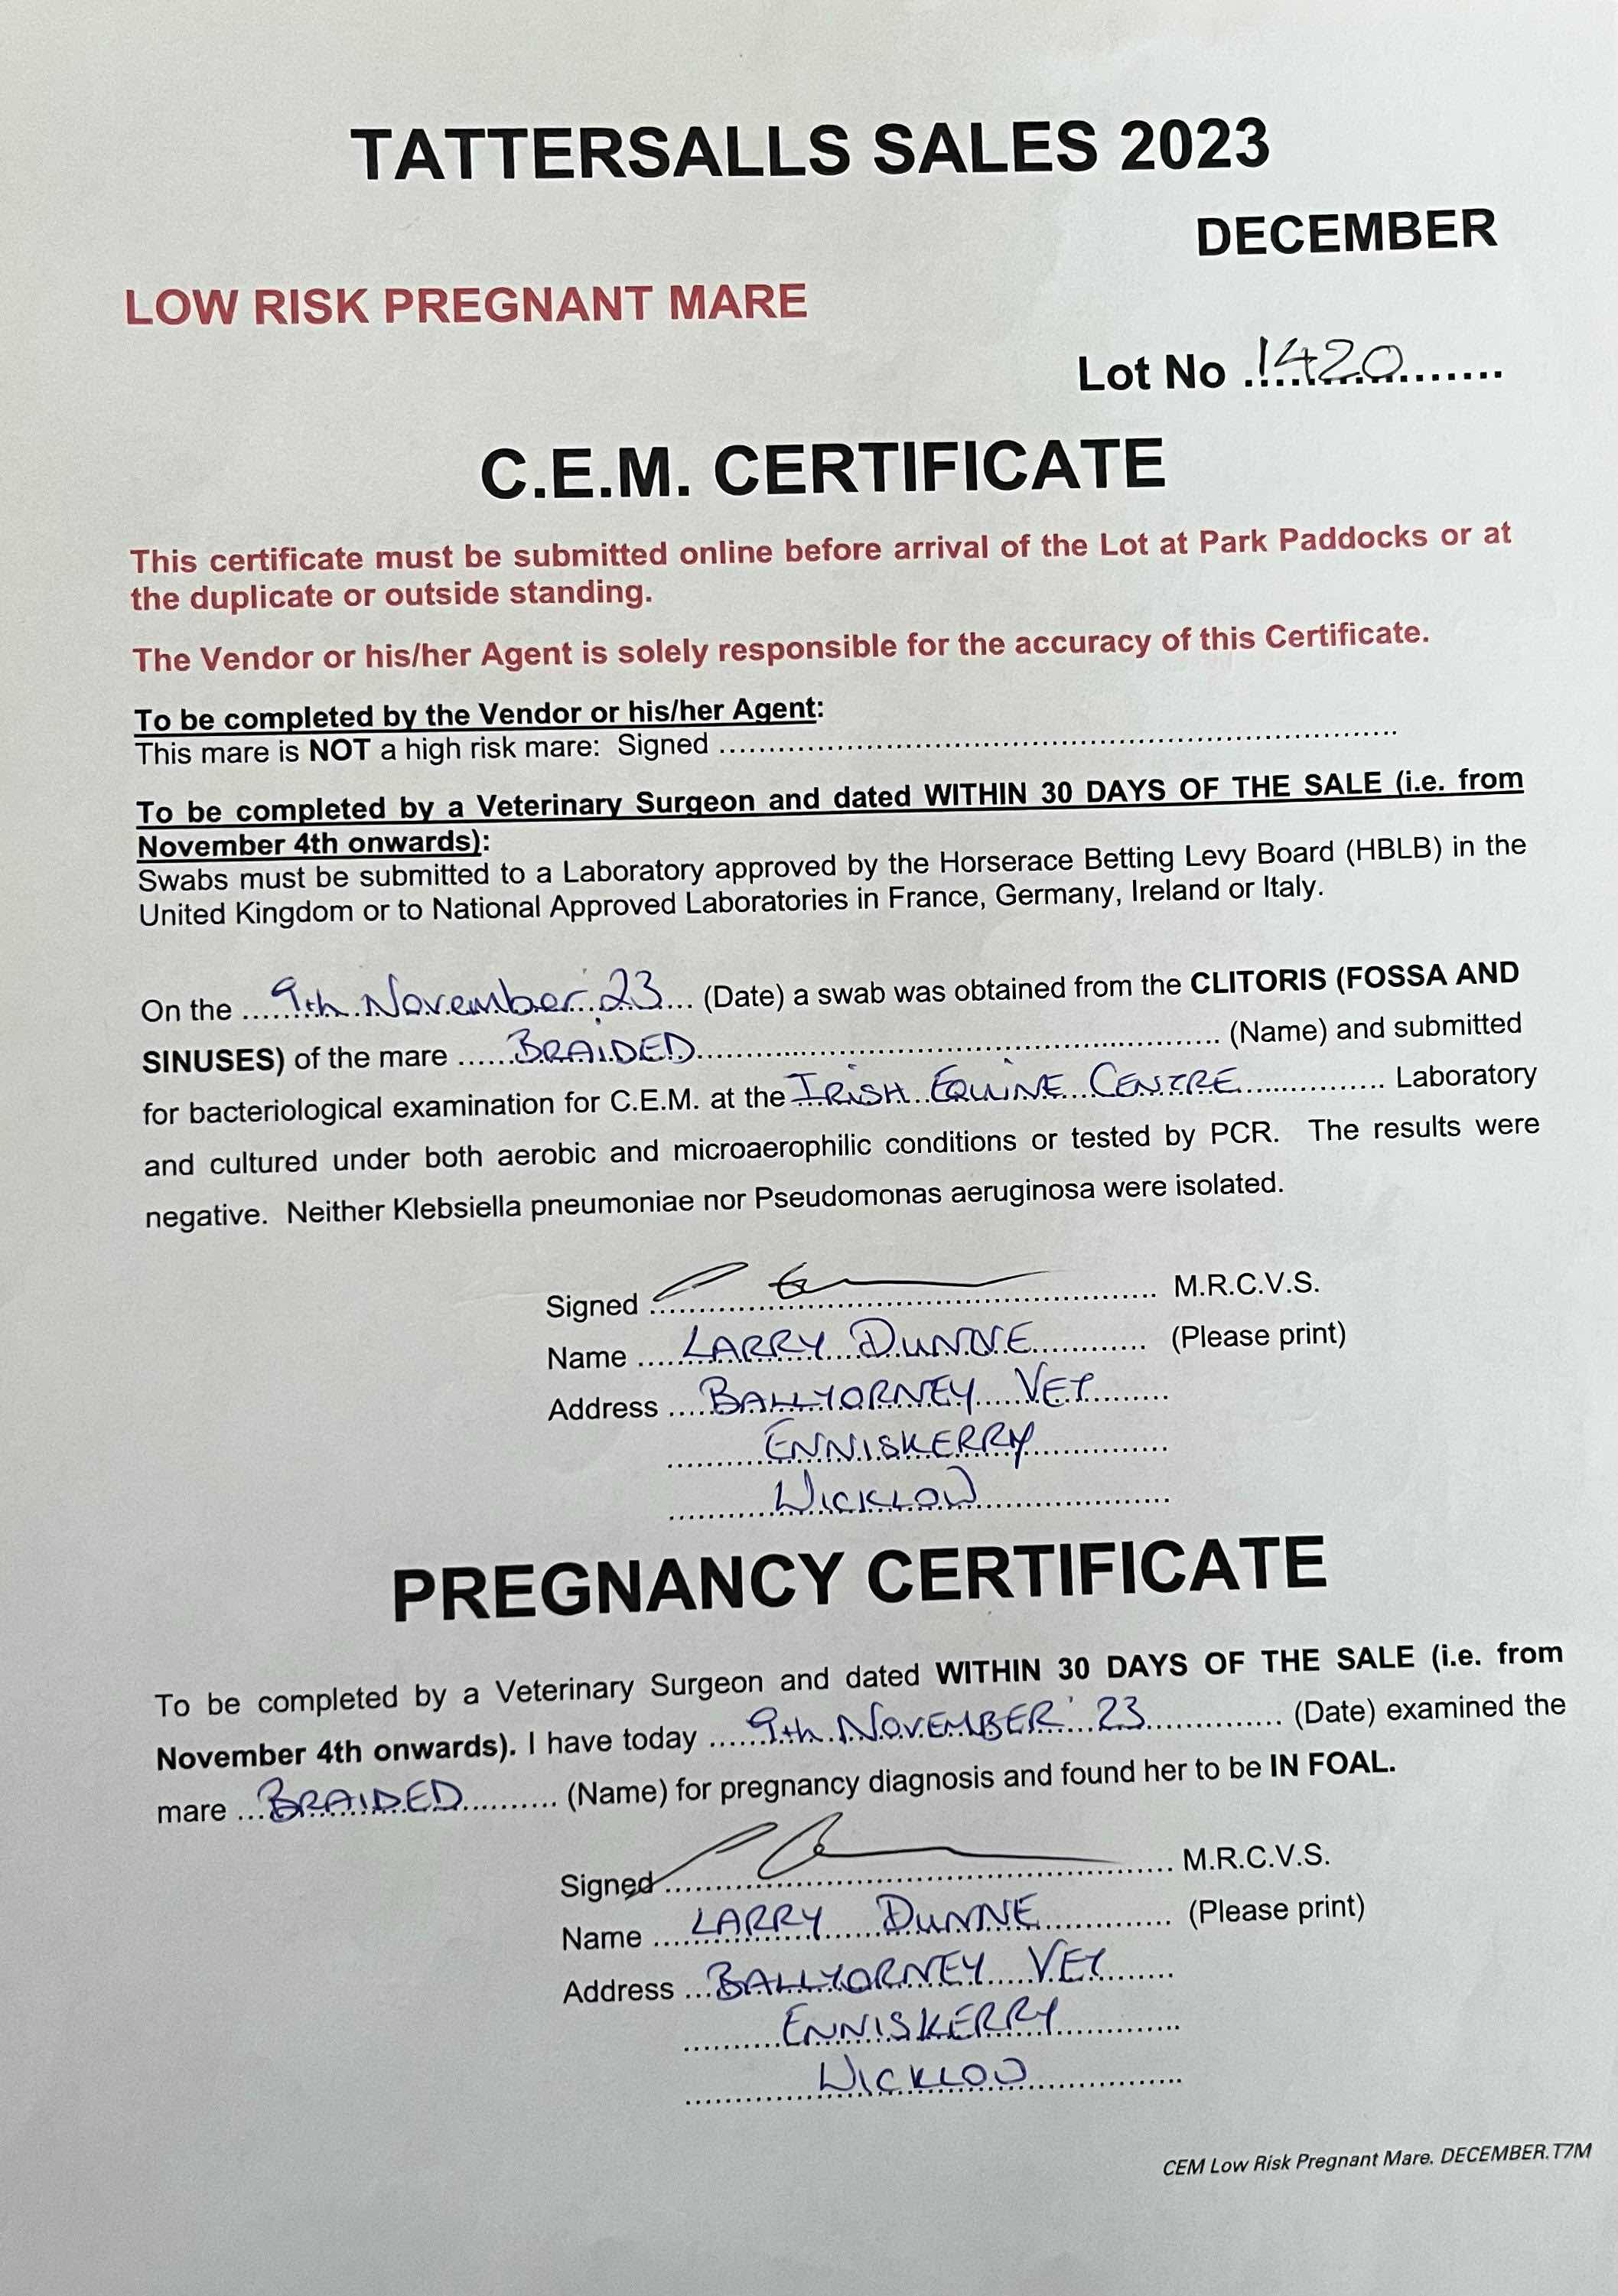 TATTERSALLS SALES 2023
DECEMBER
LOW RISK PREGNANT MARE
Lot No 1420
C.E.M. CERTIFICATE
This certificate must be submitted online before arrival of the Lot at Park Paddocks or at
the duplicate or outside standing.
The Vendor or his/her Agent is solely responsible for the accuracy of this Certificate.
To be completed by the Vendor or his/her Agent:
This mare is NOT a high risk mare: Signed
To be completed by a Veterinary Surgeon and dated WITHIN 30 DAYS OF THE SALE (i.e. from
November 4th onwards):
Swabs must be submitted to a Laboratory approved by the Horserace Betting Levy Board (HBLB) in the
United Kingdom or to National Approved Laboratories in France, Germany, Ireland or Italy.
On the 9th November '23 (Date) a swab was obtained from the CLITORIS (FOSSA AND
SINUSES) of the mare BRAIDED (Name) and submitted
for bacteriological examination for C.E.M. at the IRISH EQUINE CENTRE Laboratory
and cultured under both aerobic and microaerophilic conditions or tested by PCR. The results were
negative. Neither Klebsiella pneumoniae nor Pseudomonas aeruginosa were isolated.
Signed M.R.C.V.S.
Name LARRY DUNNE (Please print)
Address BALLYORNEY VET
ENNISKERRY
WICKLOW
PREGNANCY CERTIFICATE
To be completed by a Veterinary Surgeon and dated WITHIN 30 DAYS OF THE SALE (i.e. from
November 4th onwards). I have today 9th NOVEMBER '23 (Date) examined the
mare BRAIDED (Name) for pregnancy diagnosis and found her to be IN FOAL.
Signed M.R.C.V.S.
Name LARRY DUNNE (Please print)
Address BALLYORNEY VET
ENNISKERRY
WICKLOW
CEM Low Risk Pregnant Mare. DECEMBER.T7M